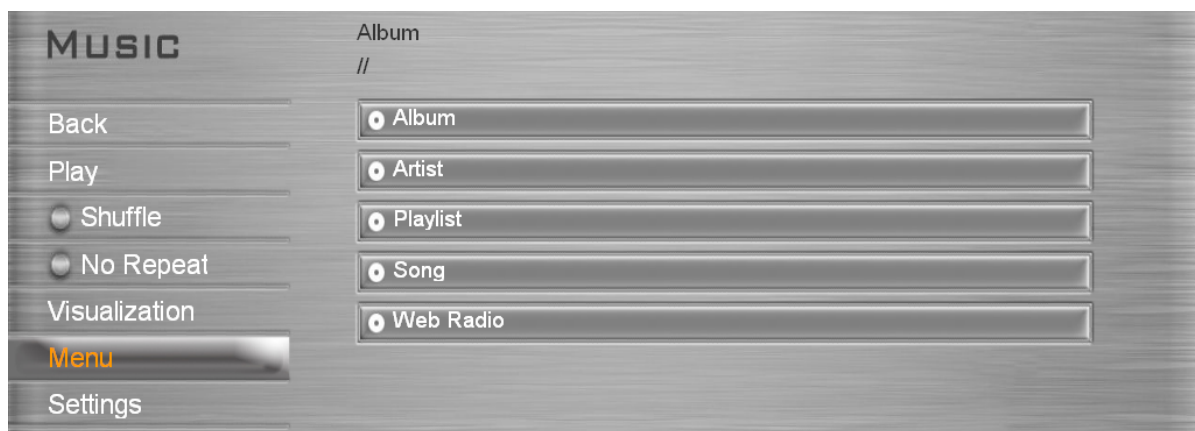 MUSIC
Back
Play
Shuffle
No Repeat
Visualization
Menu
Settings
Album
//
Album
Artist
Playlist
Song
Web Radio